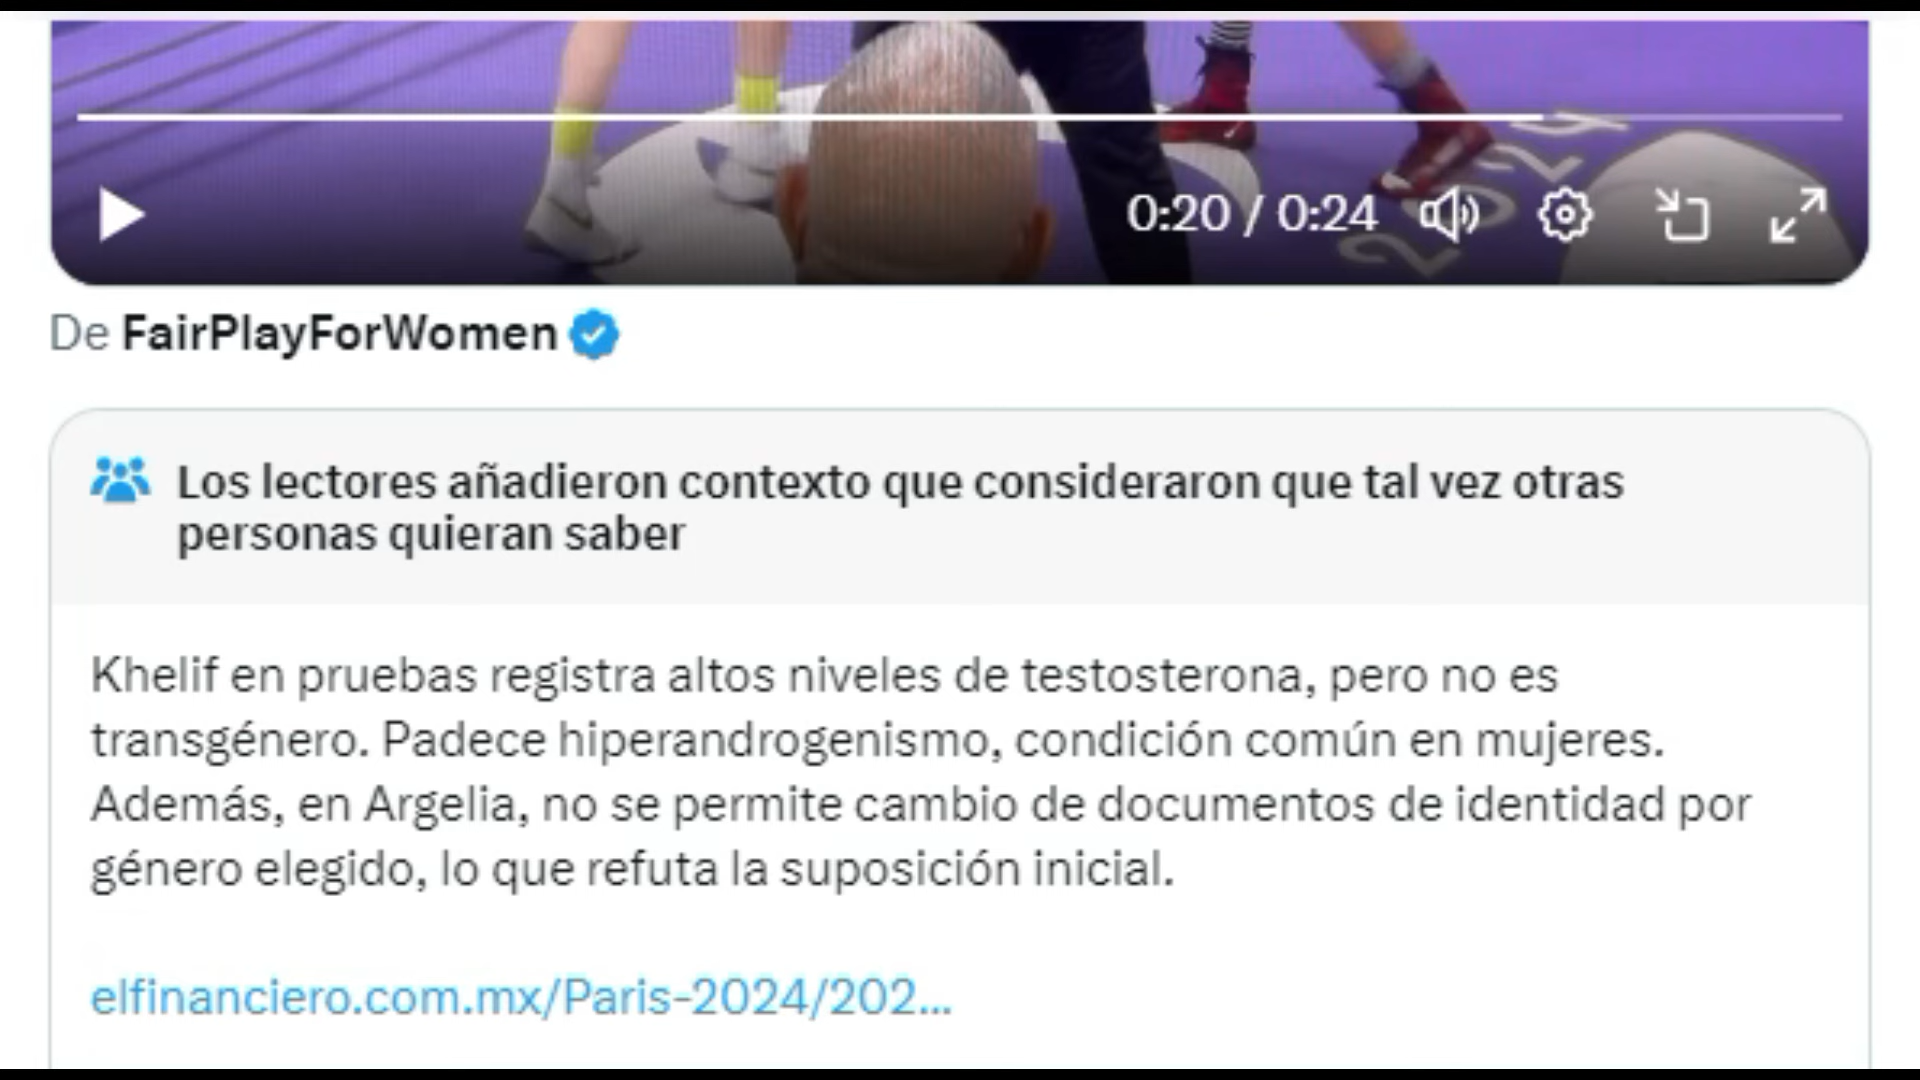 2024
0:20 / 0:24
De FairPlayForWomen
Los lectores añadieron contexto que consideraron que tal vez otras
personas quieran saber
Khelif en pruebas registra altos niveles de testosterona, pero no es
transgénero. Padece hiperandrogenismo, condición común en mujeres.
Además, en Argelia, no se permite cambio de documentos de identidad por
género elegido, lo que refuta la suposición inicial.
elfinanciero.com.mx/Paris-2024/202...